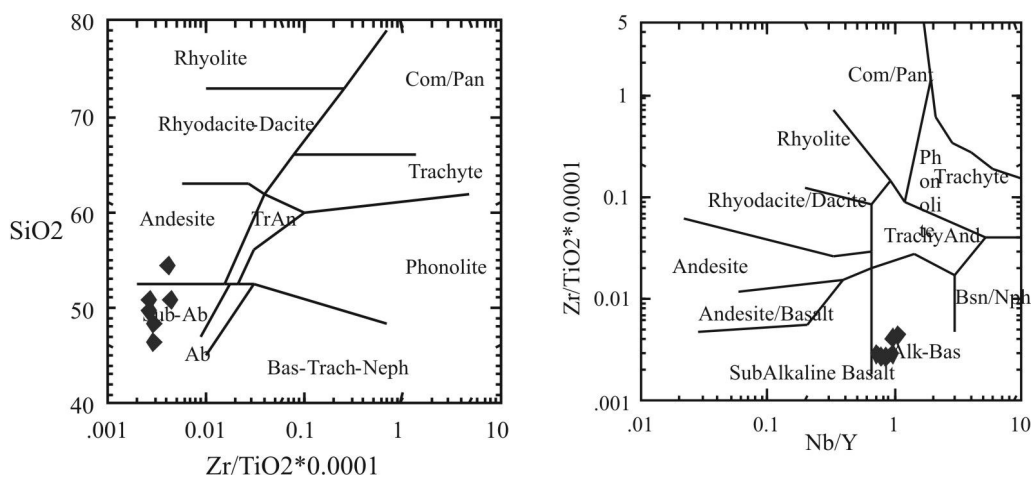 80
70
60
50
40
SiO2
.001
0.01
0.1
1
10
Zr/TiO2*0.0001
Rhyolite
Com/Pan
Rhyodacite-Dacite
Trachyte
Andesite
TrAn
Phonolite
Sub-Ab
Ab
Bas-Trach-Neph
5
1
0.1
0.01
.001
Zr/TiO2*0.0001
.01
0.1
1
10
Nb/Y
Com/Pant
Rhyolite
Ph
on
oli
te
Trachyte
Rhyodacite/Dacite
TrachyAnd
Andesite
Bsn/Nph
Andesite/Basalt
Alk-Bas
SubAlkaline Basalt